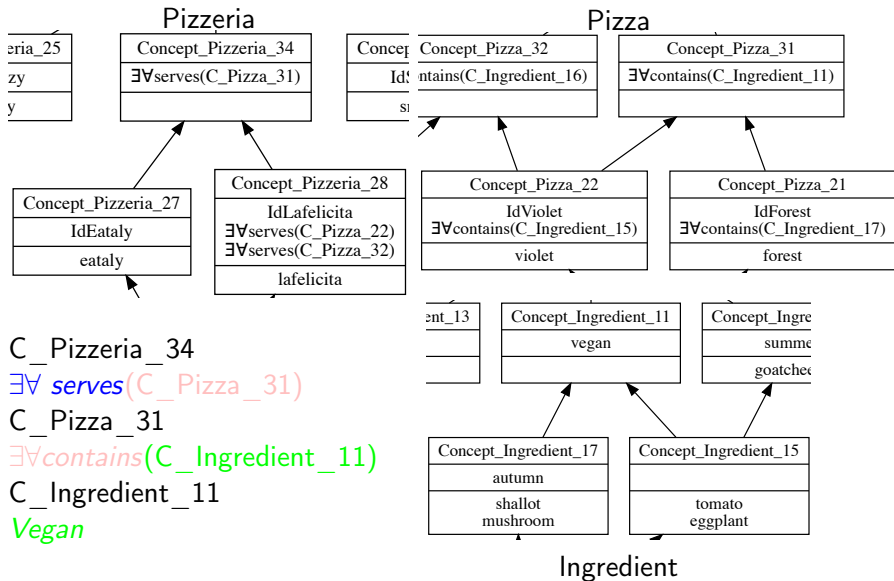 Pizzeria
eria_25
zy
y
Concept_Pizzeria_34
∃∀serves(C_Pizza_31)
Concep
IdS
Concept_Pizzeria_27
IdEataly
eataly
Concept_Pizzeria_28
IdLafelicita
∃∀serves(C_Pizza_22)
∃∀serves(C_Pizza_32)
lafelicita
Pizza
Concept_Pizza_32
ontains(C_Ingredient_16)
Concept_Pizza_31
∃∀contains(C_Ingredient_11)
Concept_Pizza_22
IdViolet
∃∀contains(C_Ingredient_15)
violet
Concept_Pizza_21
IdForest
∃∀contains(C_Ingredient_17)
forest
ent_13
Concept_Ingredient_11
vegan
Concept_Ingre
summe
goatchee
Concept_Ingredient_17
autumn
shallot
mushroom
Concept_Ingredient_15
tomato
eggplant
Ingredient
C_Pizzeria_34
∃∀ serves(C_Pizza_31)
C_Pizza_31
∃∀contains(C_Ingredient_11)
C_Ingredient_11
Vegan